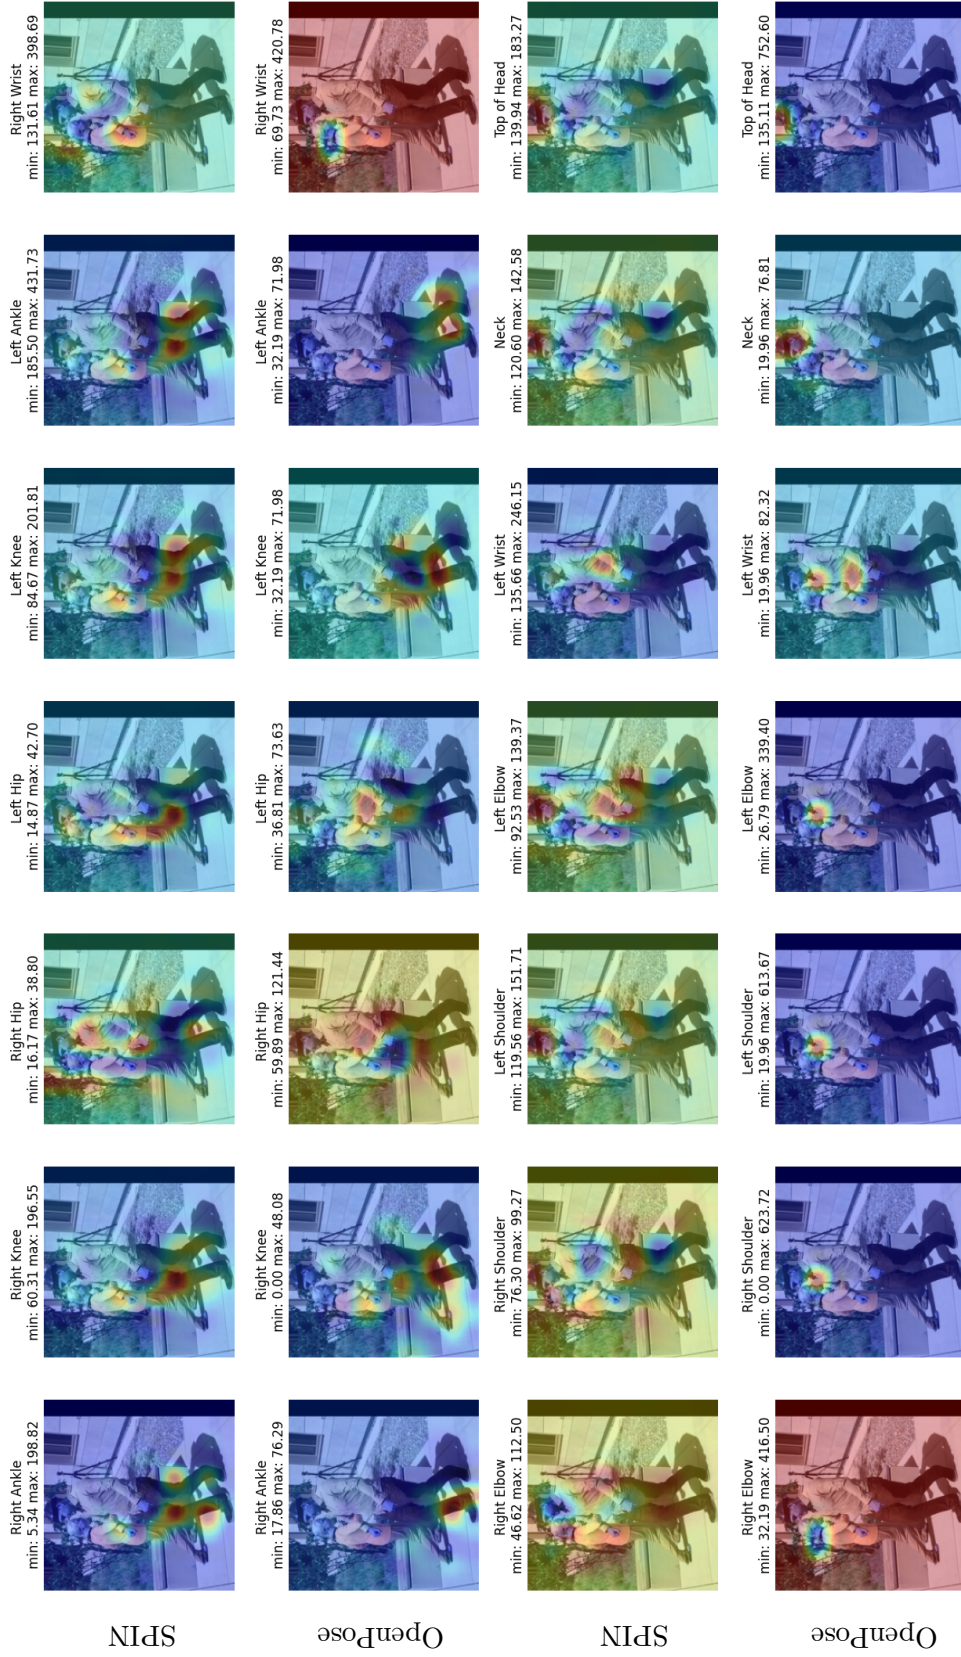 SPIN
Right Ankle
min: 5.34 max: 198.82
Right Knee
min: 60.31 max: 196.55
Right Hip
min: 16.17 max: 38.80
Left Hip
min: 14.87 max: 42.70
Left Knee
min: 84.67 max: 201.81
Left Ankle
min: 185.50 max: 431.73
Right Wrist
min: 131.61 max: 398.69
OpenPose
Right Ankle
min: 17.86 max: 76.29
Right Knee
min: 0.00 max: 48.08
Right Hip
min: 59.89 max: 121.44
Left Hip
min: 36.81 max: 73.63
Left Knee
min: 32.19 max: 71.98
Left Ankle
min: 32.19 max: 71.98
Right Wrist
min: 69.73 max: 420.78
SPIN
Right Elbow
min: 46.62 max: 112.50
Right Shoulder
min: 76.30 max: 99.27
Left Shoulder
min: 119.56 max: 151.71
Left Elbow
min: 92.53 max: 139.37
Left Wrist
min: 135.66 max: 246.15
Neck
min: 120.60 max: 142.58
Top of Head
min: 139.94 max: 183.27
OpenPose
Right Elbow
min: 32.19 max: 416.50
Right Shoulder
min: 0.00 max: 623.72
Left Shoulder
min: 19.96 max: 613.67
Left Elbow
min: 26.79 max: 339.40
Left Wrist
min: 19.96 max: 82.32
Neck
min: 19.96 max: 76.81
Top of Head
min: 135.11 max: 752.60